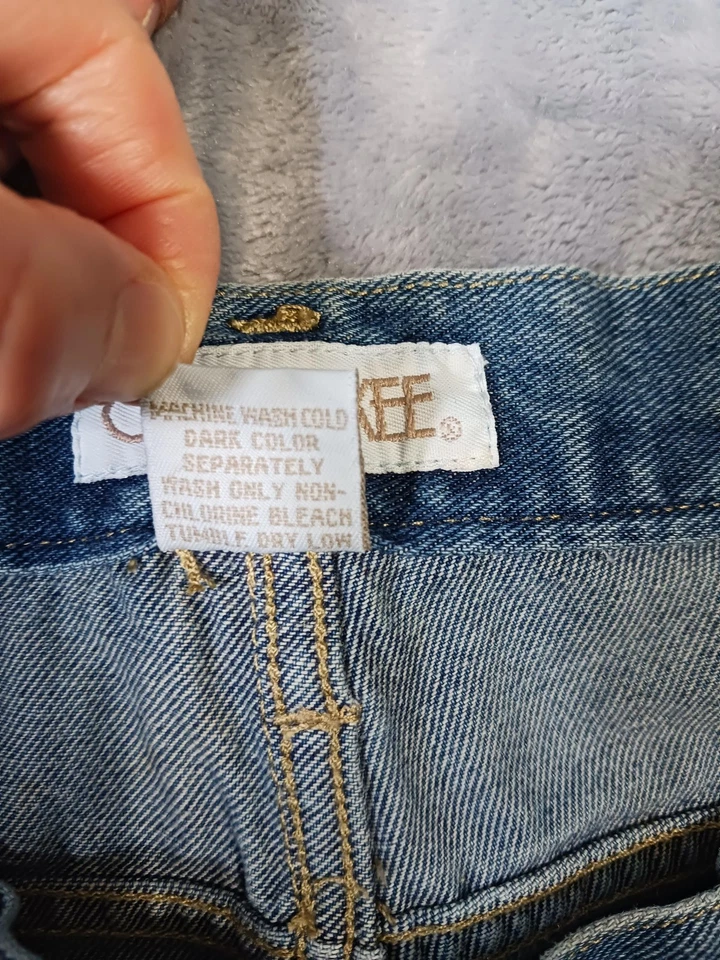 KEE®
MACHINE WASH COLD
DARK COLOR
SEPARATELY
WASH ONLY NON-
CHLORINE BLEACH
TUMBLE DRY LOW